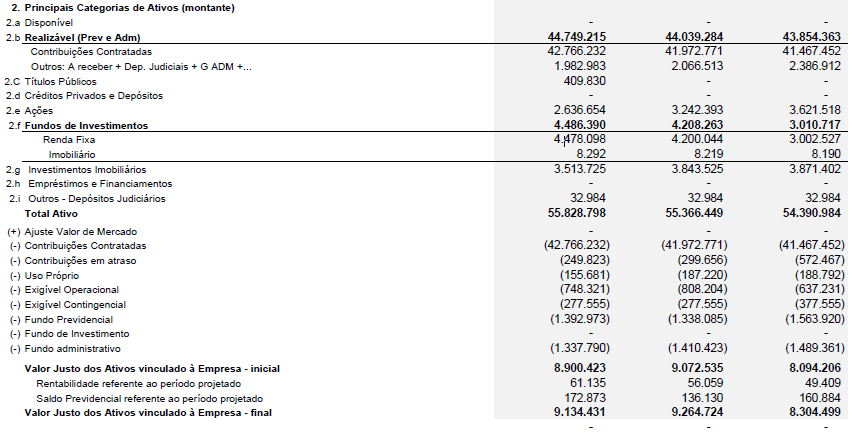 2. Principais Categorias de Ativos (montante)
2.a Disponível - - -
2.b Realizável (Prev e Adm) 44.749.215 44.039.284 43.854.363
Contribuições Contratadas 42.766.232 41.972.771 41.467.452
Outros: A receber + Dep. Judiciais + G ADM +... 1.982.983 2.066.513 2.386.912
2.C Títulos Públicos 409.830 - -
2.d Créditos Privados e Depósitos - - -
2.e Ações 2.636.654 3.242.393 3.621.518
2.f Fundos de Investimentos 4.486.390 4.208.263 3.010.717
Renda Fixa 4.478.098 4.200.044 3.002.527
Imobiliário 8.292 8.219 8.190
2.g Investimentos Imobiliários 3.513.725 3.843.525 3.871.402
2.h Empréstimos e Financiamentos - - -
2.i Outros - Depósitos Judiciários 32.984 32.984 32.984
Total Ativo 55.828.798 55.366.449 54.390.984
(+) Ajuste Valor de Mercado - - -
(-) Contribuições Contratadas (42.766.232) (41.972.771) (41.467.452)
(-) Contribuições em atraso (249.823) (299.656) (572.467)
(-) Uso Próprio (155.681) (187.220) (188.792)
(-) Exigível Operacional (748.321) (808.204) (637.231)
(-) Exigível Contingencial (277.555) (277.555) (377.555)
(-) Fundo Previdencial (1.392.973) (1.338.085) (1.563.920)
(-) Fundo de Investimento - - -
(-) Fundo administrativo (1.337.790) (1.410.423) (1.489.361)
Valor Justo dos Ativos vinculado à Empresa - inicial 8.900.423 9.072.535 8.094.206
Rentabilidade referente ao período projetado 61.135 56.059 49.409
Saldo Previdencial referente ao período projetado 172.873 136.130 160.884
Valor Justo dos Ativos vinculado à Empresa - final 9.134.431 9.264.724 8.304.499
- - -